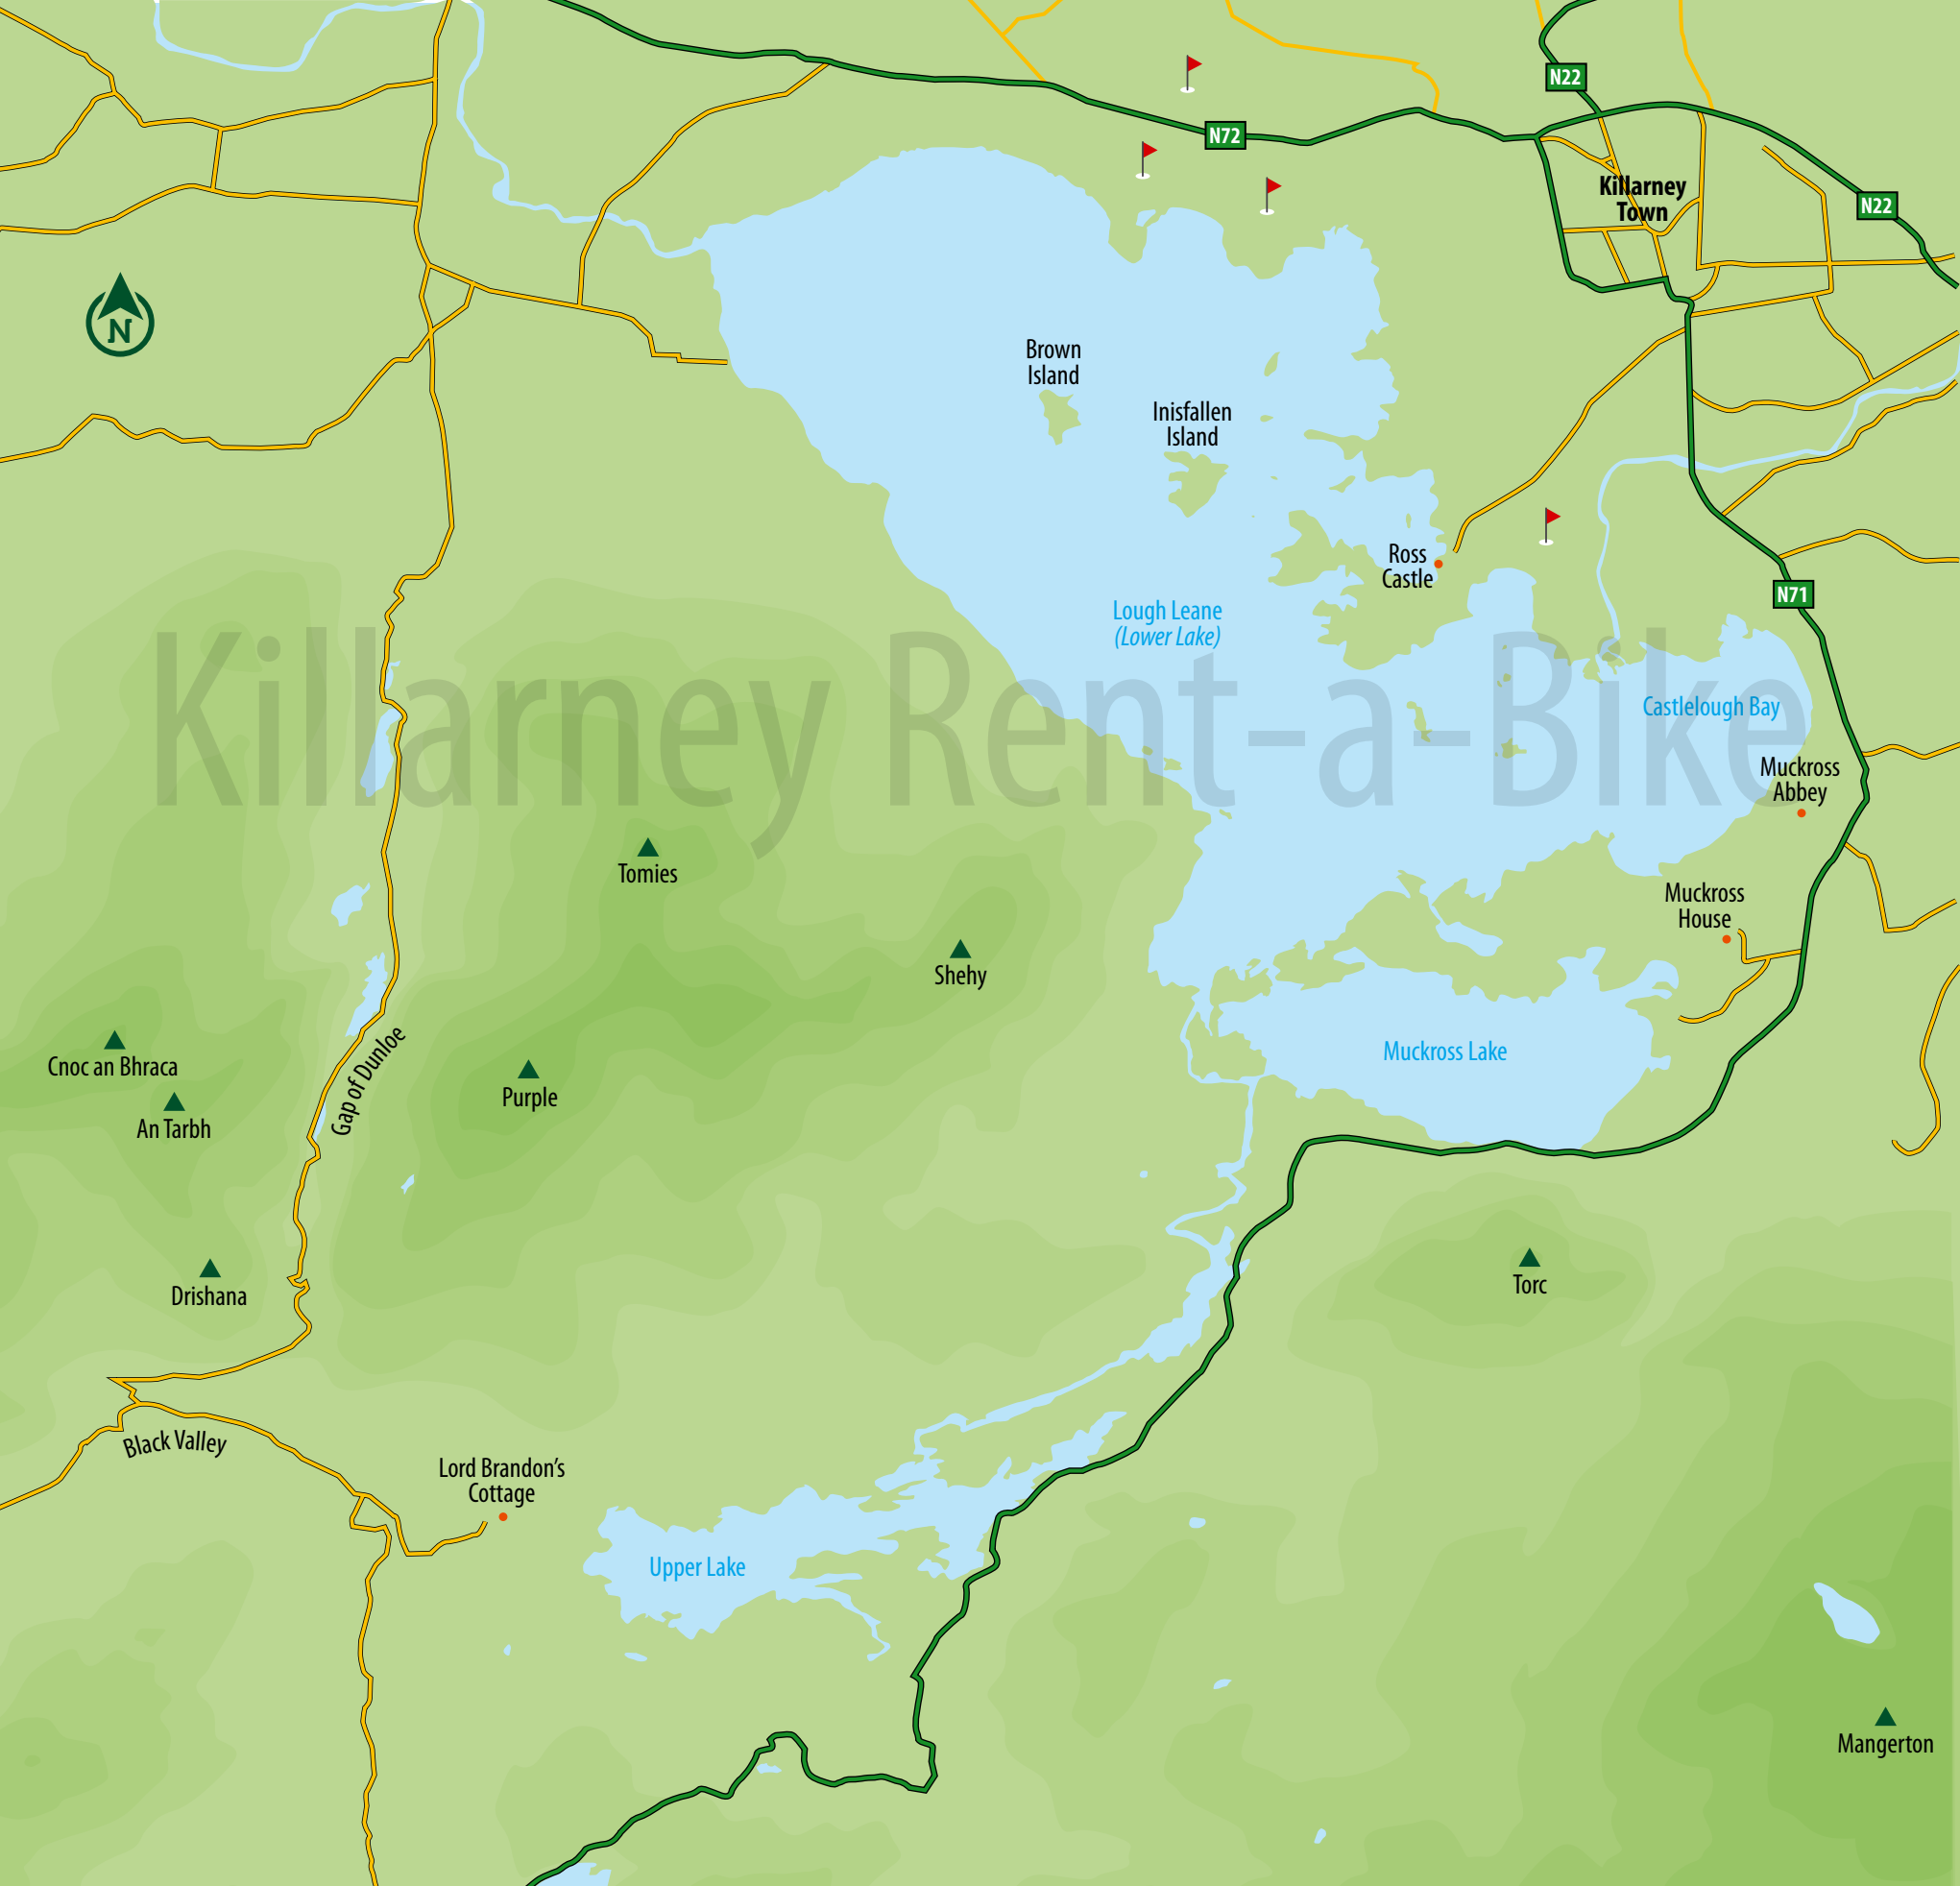 N22
N72
Killarney
Town
N22
N
Brown
Island
Inisfallen
Island
Ross
Castle
N71
Lough Leane
(Lower Lake)
Killarney Rent-a-Bike
Castlelough Bay
Muckross
Abbey
Tomies
Muckross
House
Shehy
Cnoc an Bhraca
Gap of Dunloe
Muckross Lake
Purple
An Tarbh
Drishana
Torc
Black Valley
Lord Brandon's
Cottage
Upper Lake
Mangerton